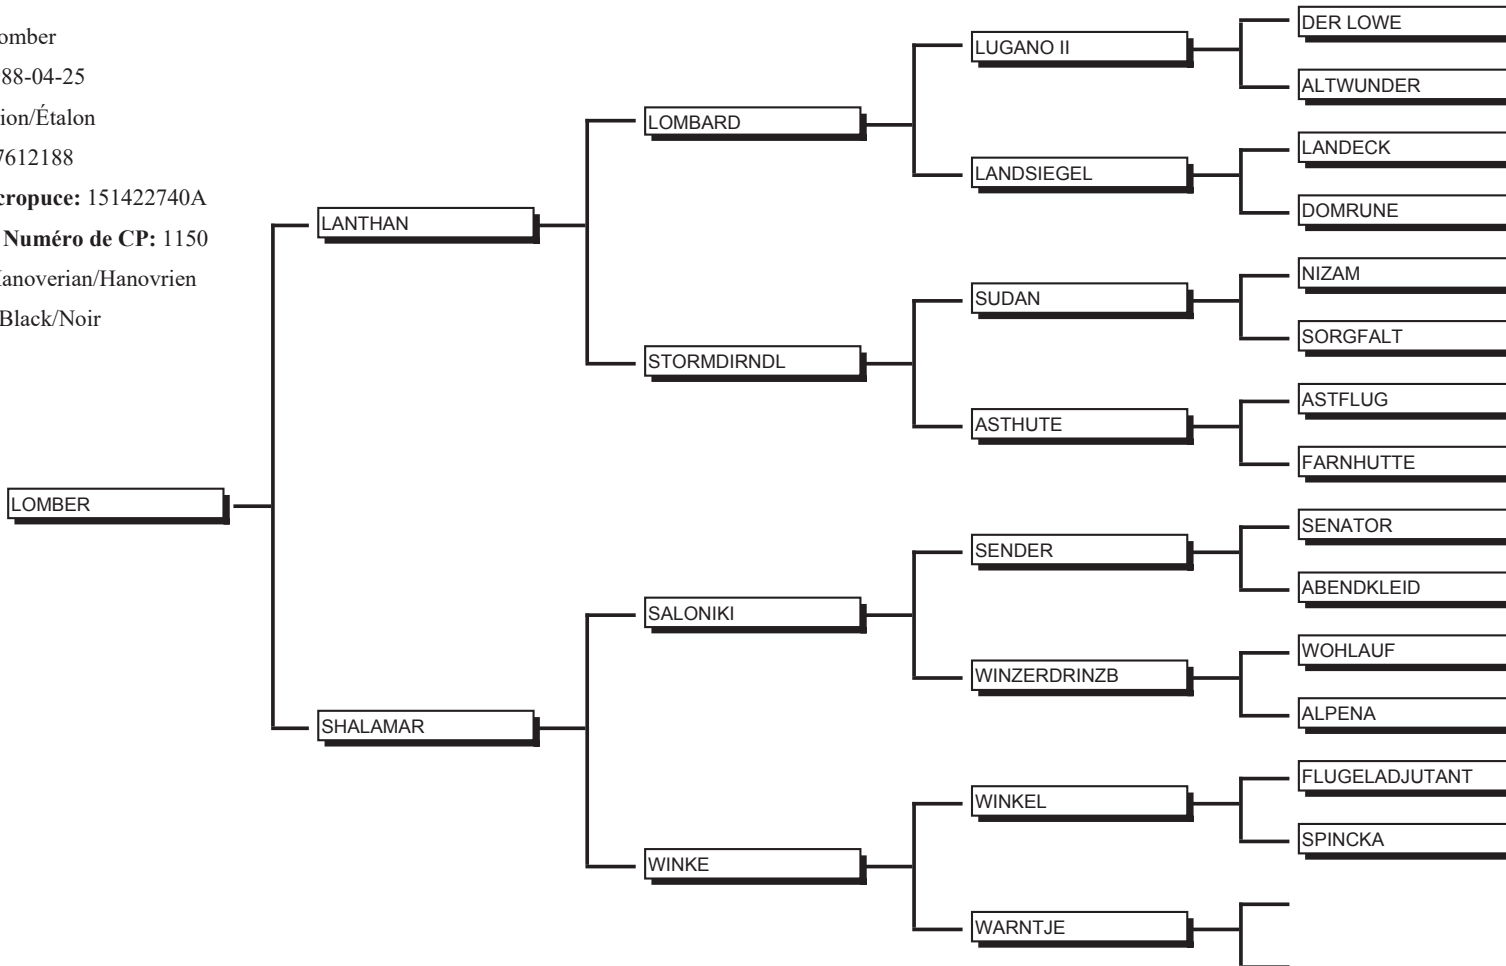 omber
88-04-25
ion/Étalon
7612188
cropuce: 151422740A
Numéro de CP: 1150
anoverian/Hanovrien
Black/Noir
LOMBER
LANTHAN
SHALAMAR
LOMBARD
STORMDIRNDL
SALONIKI
WINKE
LUGANO II
LANDSIEGEL
SUDAN
ASTHUTE
SENDER
WINZERDRINZB
WINKEL
WARNTJE
DER LOWE
ALTWUNDER
LANDECK
DOMRUNE
NIZAM
SORGFALT
ASTFLUG
FARNHUTTE
SENATOR
ABENDKLEID
WOHLAUF
ALPENA
FLUGELADJUTANT
SPINCKA